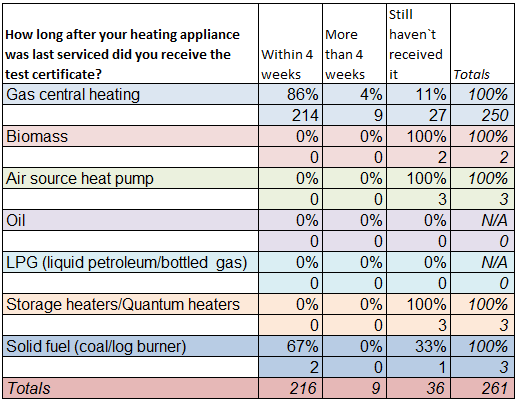 How long after your heating appliance
was last serviced did you receive the
test certificate?
Within 4
weeks
More
than 4
weeks
Still
haven`t
received
it
Totals
Gas central heating 86% 4% 11% 100%
214 9 27 250
Biomass 0% 0% 100% 100%
0 0 2 2
Air source heat pump 0% 0% 100% 100%
0 0 3 3
Oil 0% 0% 0% N/A
0 0 0 0
LPG (liquid petroleum/bottled gas) 0% 0% 0% N/A
0 0 0 0
Storage heaters/Quantum heaters 0% 0% 100% 100%
0 0 3 3
Solid fuel (coal/log burner) 67% 0% 33% 100%
2 0 1 3
Totals 216 9 36 261